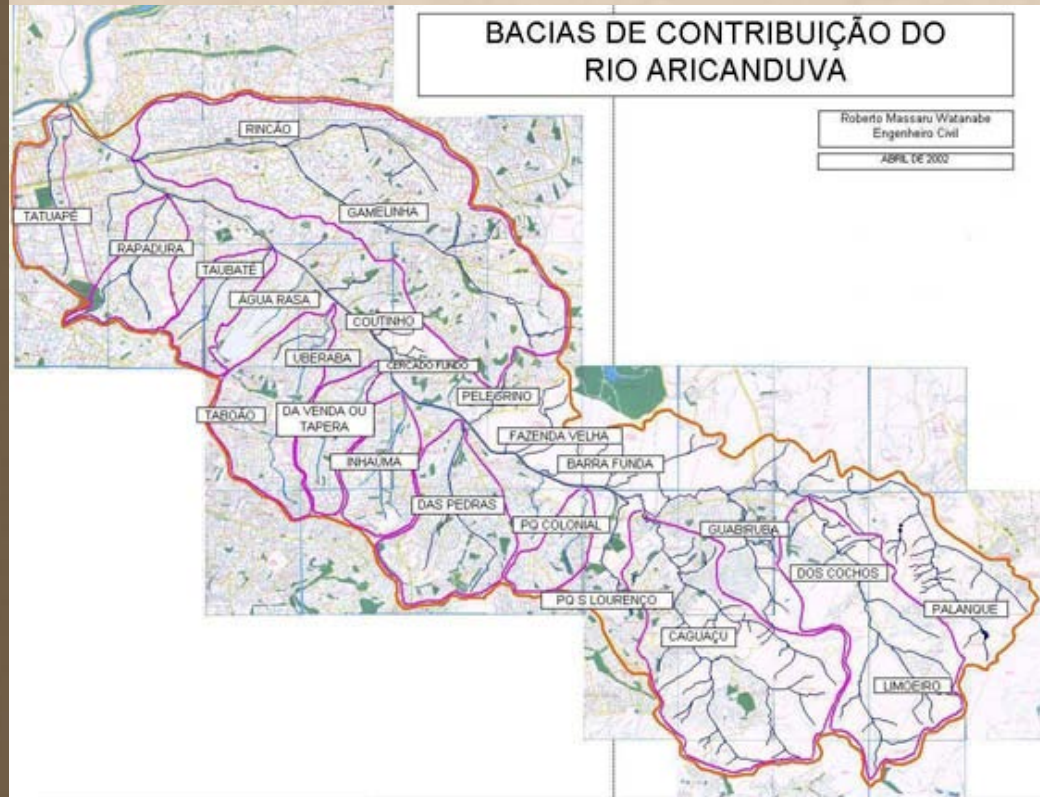 BACIAS DE CONTRIBUIÇÃO DO
RIO ARICANDUVA
Roberto Massaru Watanabe
Engenheiro Civil
ABRIL DE 2002
RINCÃO
GAMELINHA
TATUAPÉ
RAPADURA
TAUBATÉ
ÁGUA RASA
COUTINHO
UBERABA
CERCADO FUNDO
PELEGRINO
TABOÃO
DA VENDA OU
TAPERA
FAZENDA VELHA
INHAÚMA
BARRA FUNDA
DAS PEDRAS
PQ COLONIAL
GUABIRUBA
DOS COCHOS
PQ S LOURENÇO
PALANQUE
CAGUAÇU
LIMOEIRO